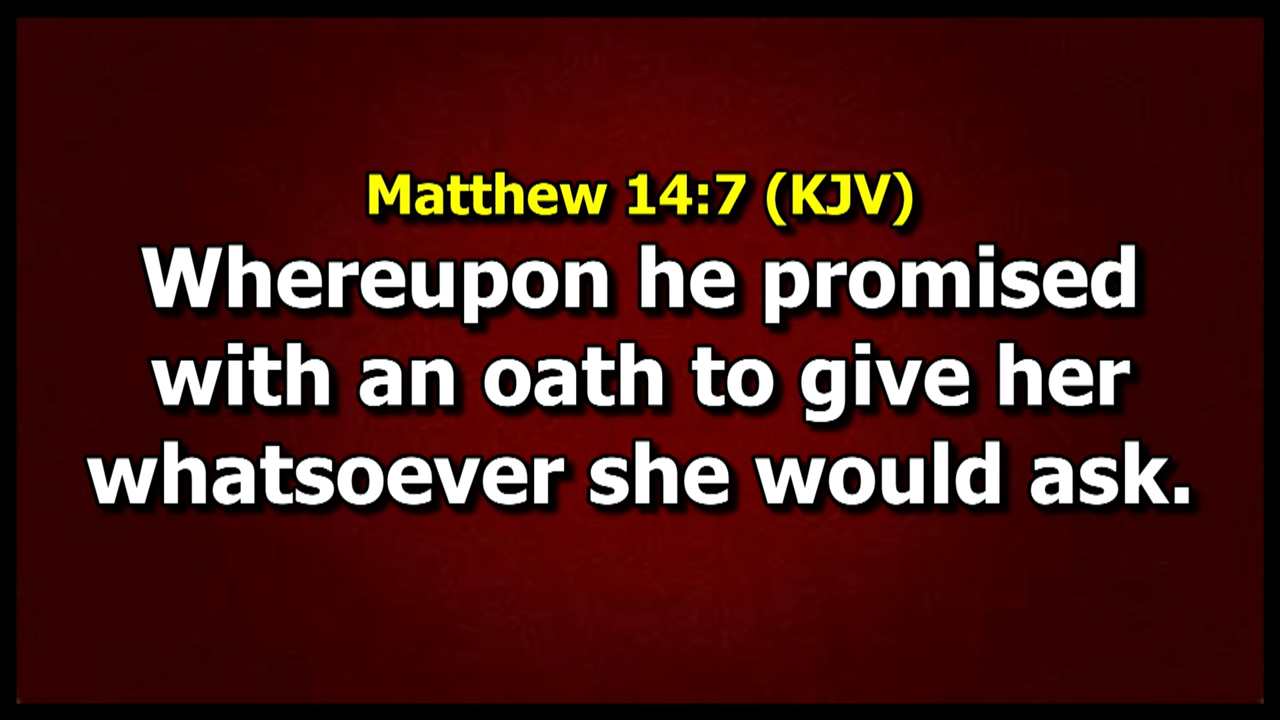 Matthew 14:7 (KJV)
Whereupon he promised
with an oath to give her
whatsoever she would ask.